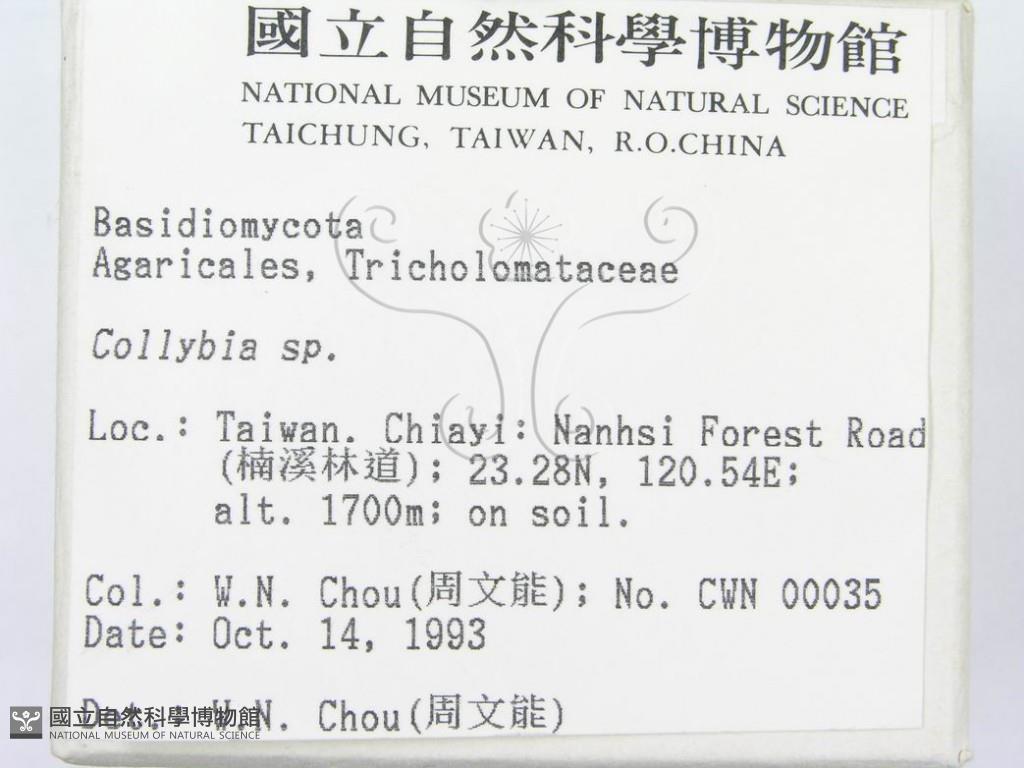 國立自然科學博物館
NATIONAL MUSEUM OF NATURAL SCIENCE
TAICHUNG, TAIWAN, R.O.CHINA
Basidiomycota
Agaricales, Tricholomataceae
Collybia sp.
Loc.: Taiwan. Chiayi: Nanhsi Forest Road
(楠溪林道); 23.28N, 120.54E;
alt. 1700m; on soil.
Col.: W.N. Chou(周文能); No. CWN 00035
Date: Oct. 14, 1993
Det.: W.N. Chou(周文能)
國立自然科學博物館
NATIONAL MUSEUM OF NATURAL SCIENCE